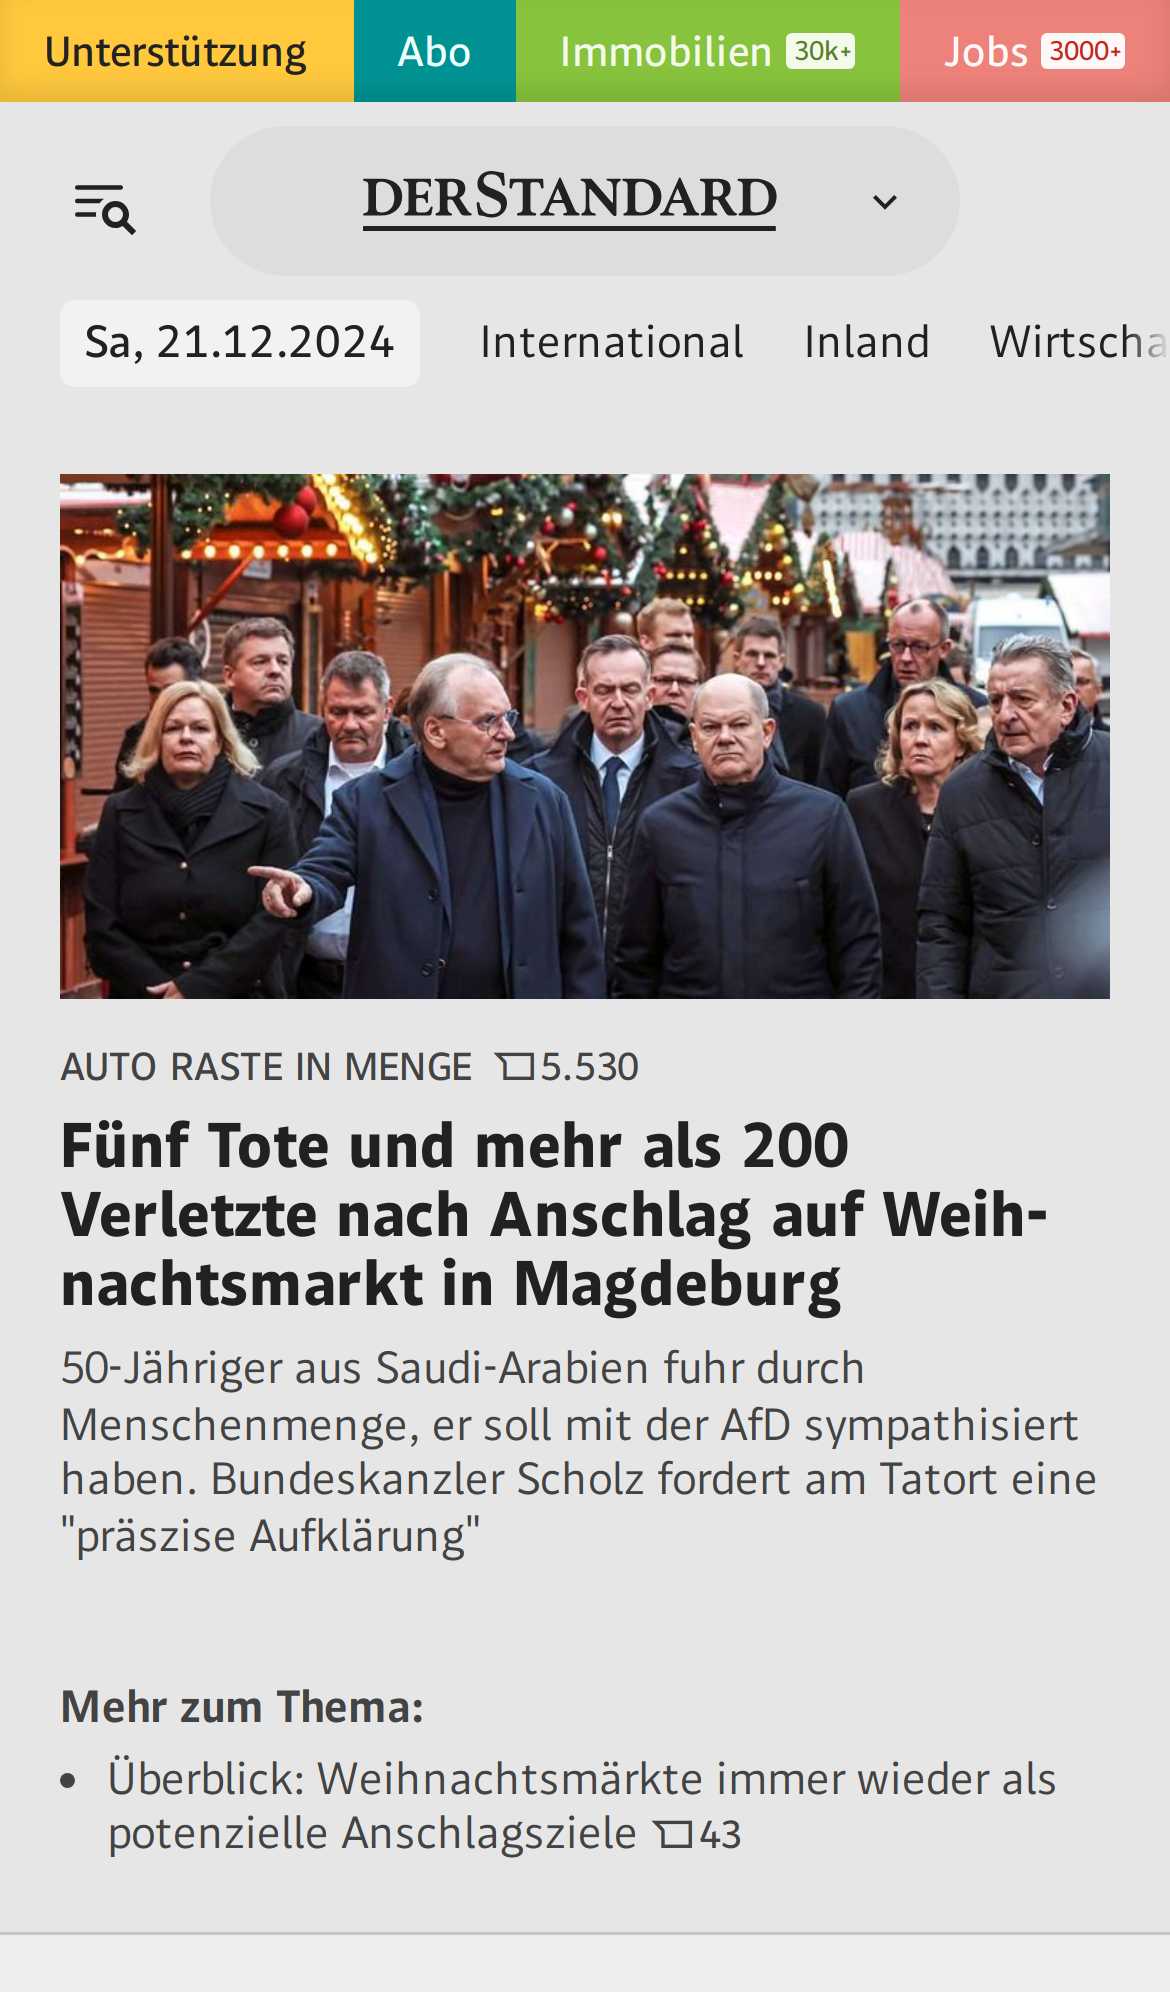 Unterstützung
Abo
Immobilien 30k+
Jobs 3000+
DERSTANDARD
Sa, 21.12.2024
International
Inland
Wirtscha
AUTO RASTE IN MENGE 5.530
Fünf Tote und mehr als 200
Verletzte nach Anschlag auf Weih-
nachtsmarkt in Magdeburg
50-Jähriger aus Saudi-Arabien fuhr durch
Menschenmenge, er soll mit der AfD sympathisiert
haben. Bundeskanzler Scholz fordert am Tatort eine
"präszise Aufklärung"
Mehr zum Thema:
• Überblick: Weihnachtsmärkte immer wieder als
potenzielle Anschlagsziele 43